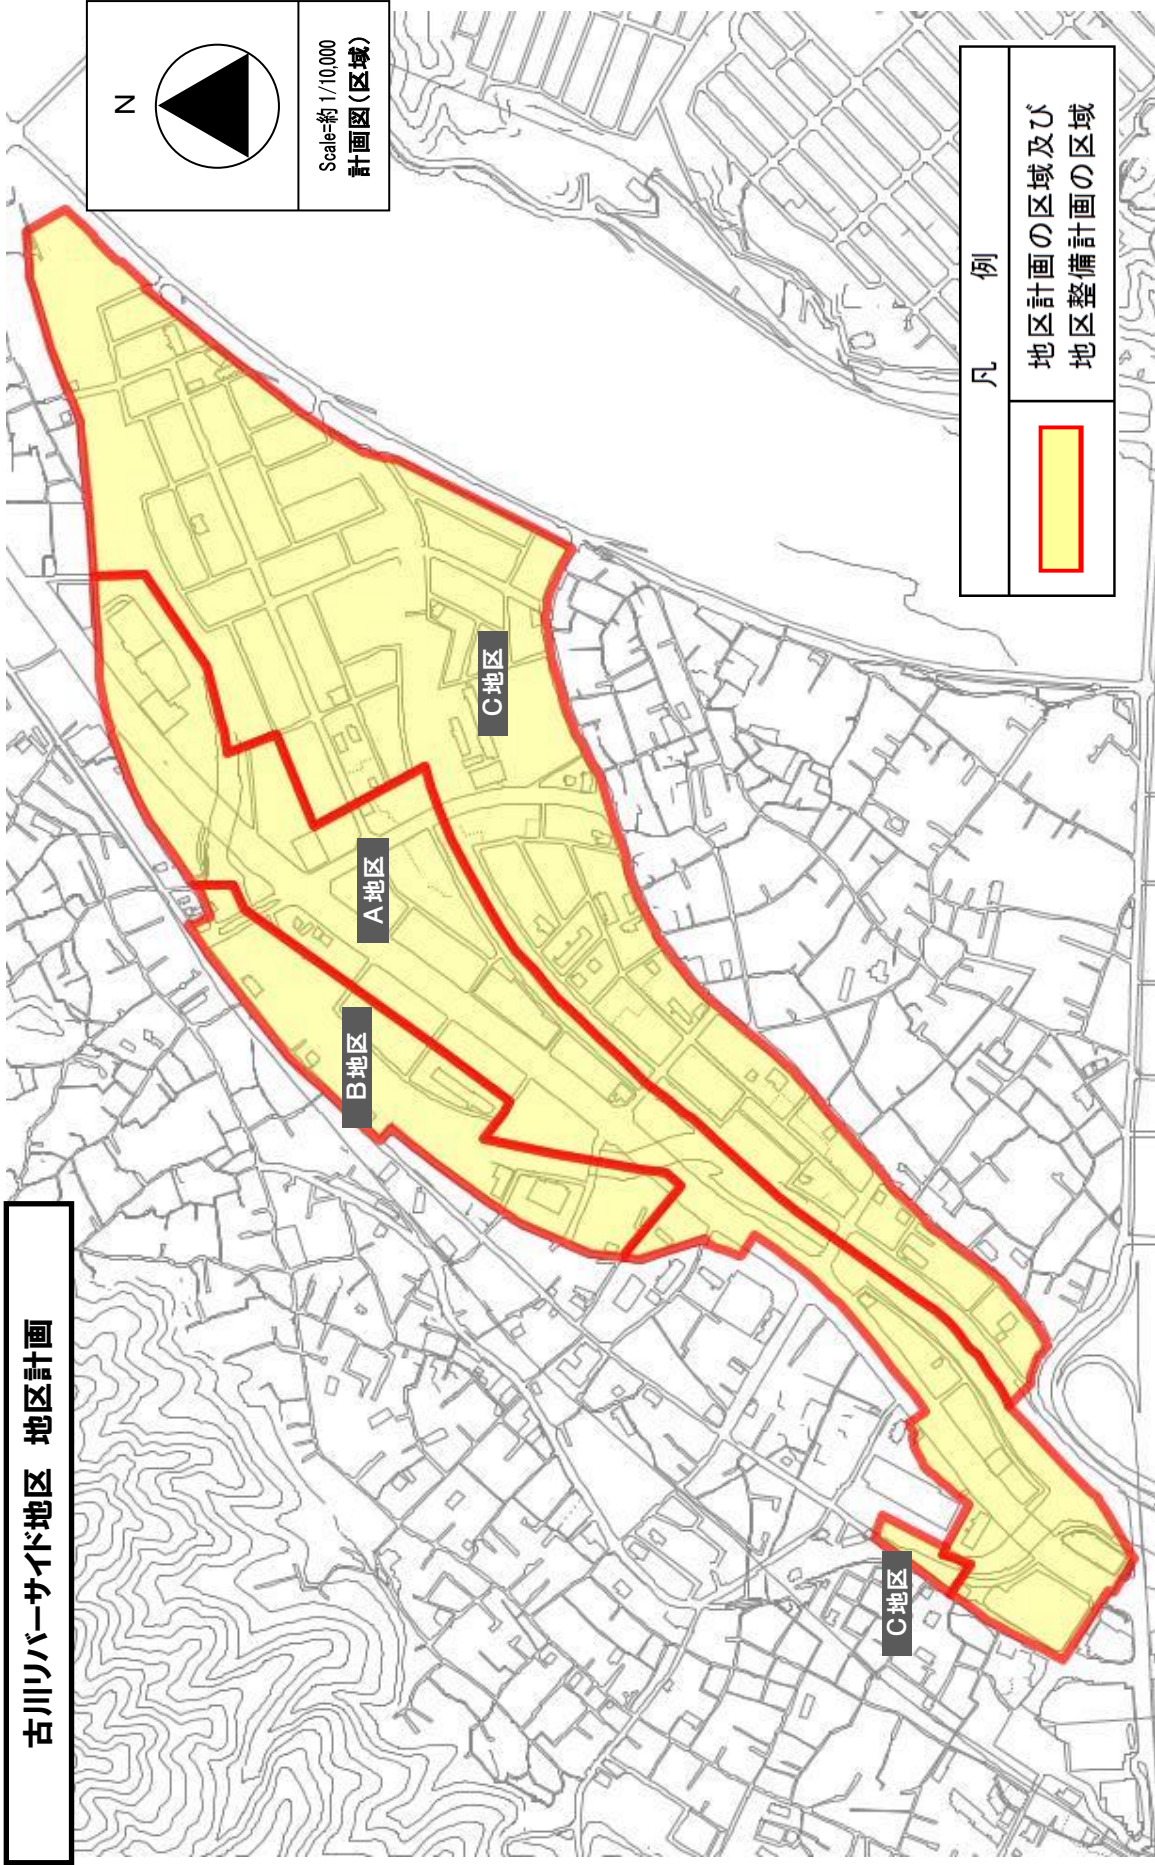 古川リバーサイド地区　地区計画
N
Scale=約1/10,000
計画図(区域)
B地区
A地区
C地区
C地区
凡　例
地区計画の区域及び
地区整備計画の区域